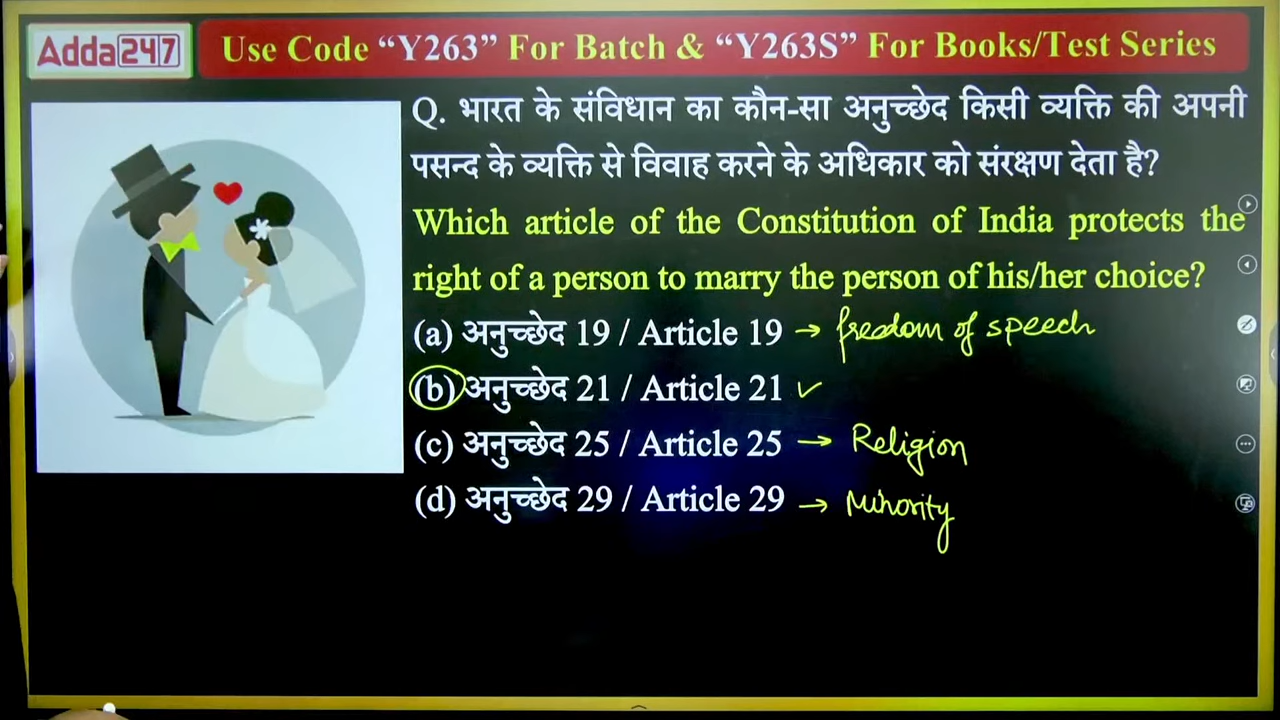 Adda247
Use Code “Y263” For Batch & “Y263S” For Books/Test Series
Q. भारत के संविधान का कौन-सा अनुच्छेद किसी व्यक्ति की अपनी
पसन्द के व्यक्ति से विवाह करने के अधिकार को संरक्षण देता है?
Which article of the Constitution of India protects the
right of a person to marry the person of his/her choice?
(a) अनुच्छेद 19 / Article 19 → freedom of speech
(b) अनुच्छेद 21 / Article 21 ✓
(c) अनुच्छेद 25 / Article 25 → Religion
(d) अनुच्छेद 29 / Article 29 → Minority